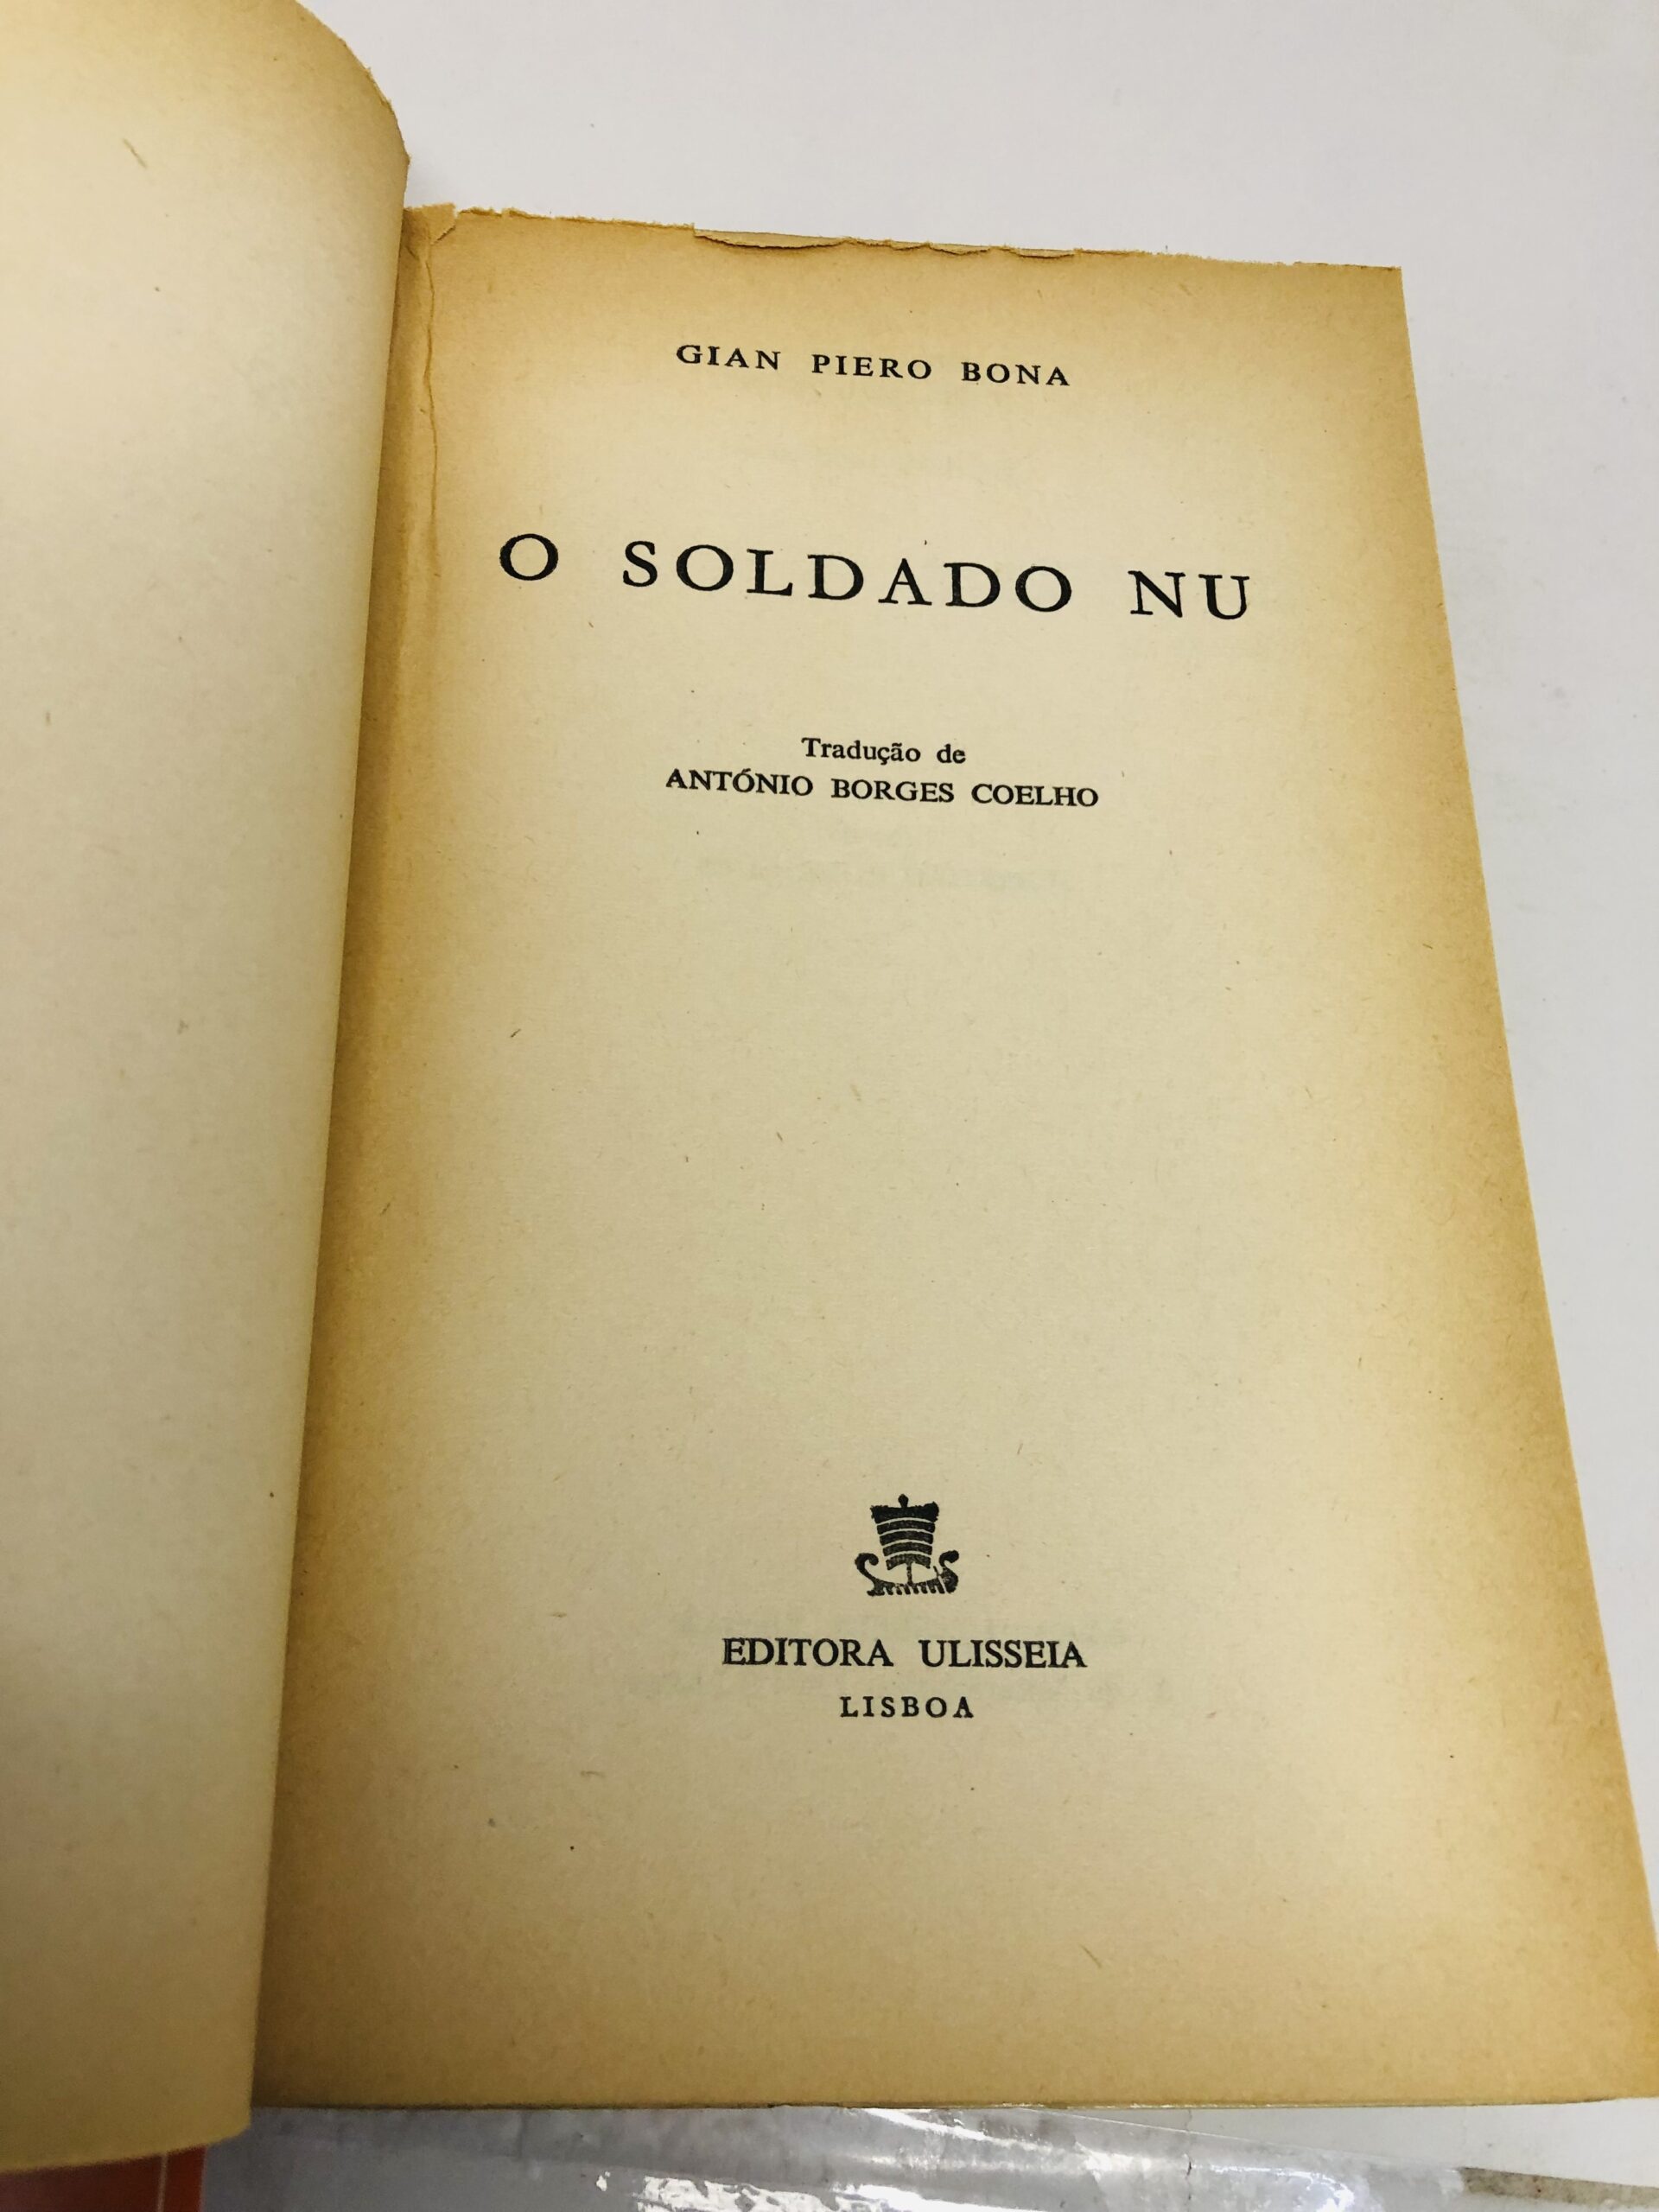 GIAN PIERO BONA
O SOLDADO NU
Tradução de
ANTÓNIO BORGES COELHO
EDITORA ULISSEIA
LISBOA